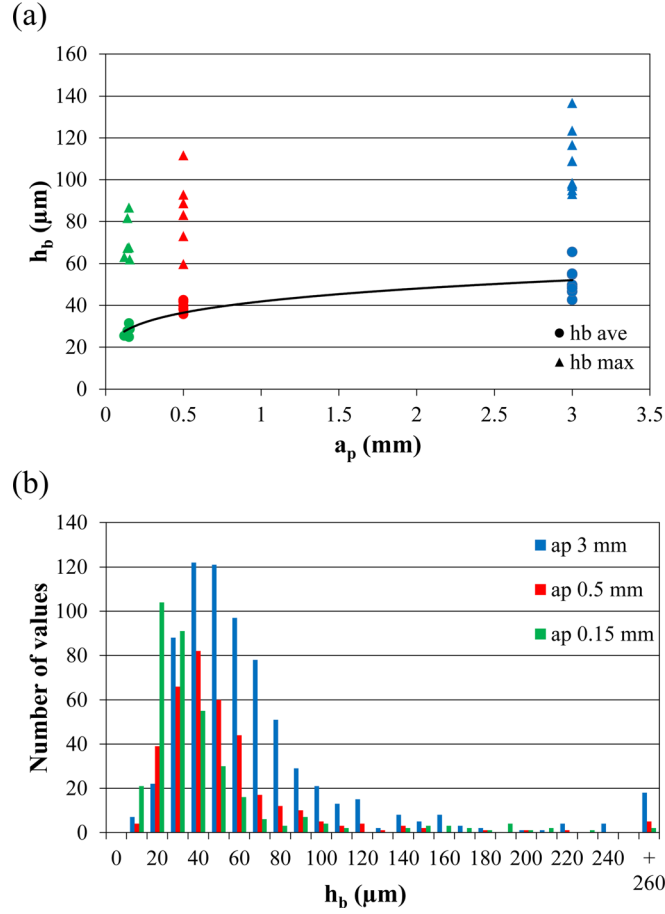 (a)
160
140
120
100
80
60
40
20
0
h_b (µm)
hb ave
hb max
0 0.5 1 1.5 2 2.5 3 3.5
a_p (mm)
(b)
140
120
100
80
60
40
20
0
Number of values
ap 3 mm
ap 0.5 mm
ap 0.15 mm
0 20 40 60 80 100 120 140 160 180 200 220 240 +
260
h_b (µm)